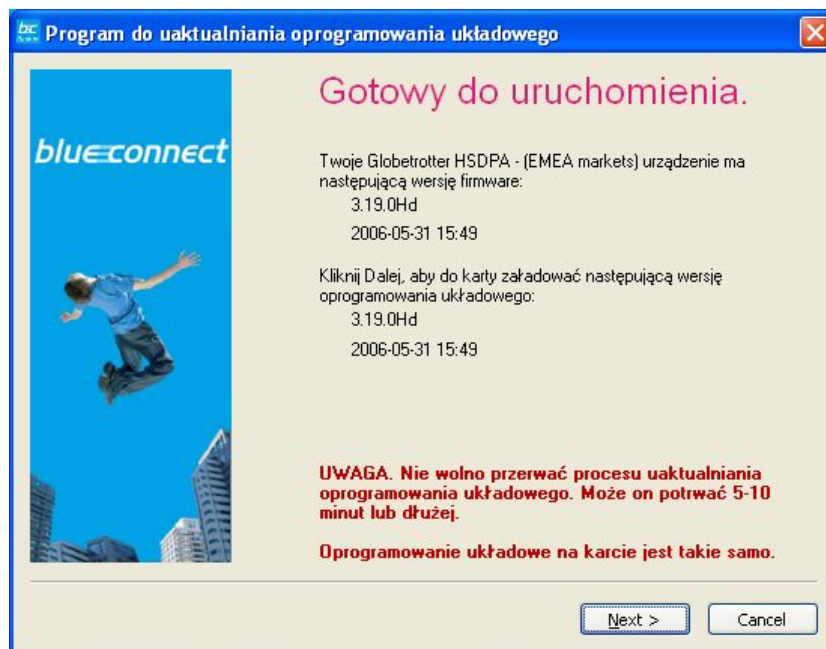 bc
Program do uaktualniania oprogramowania układowego
blueconnect
Gotowy do uruchomienia.
Twoje Globetrotter HSDPA - (EMEA markets) urządzenie ma
następującą wersję firmware:
3.19.0Hd
2006-05-31 15:49
Kliknij Dalej, aby do karty załadować następującą wersję
oprogramowania układowego:
3.19.0Hd
2006-05-31 15:49
UWAGA. Nie wolno przerwać procesu uaktualniania
oprogramowania układowego. Może on potrwać 5-10
minut lub dłużej.
Oprogramowanie układowe na karcie jest takie samo.
Next >
Cancel